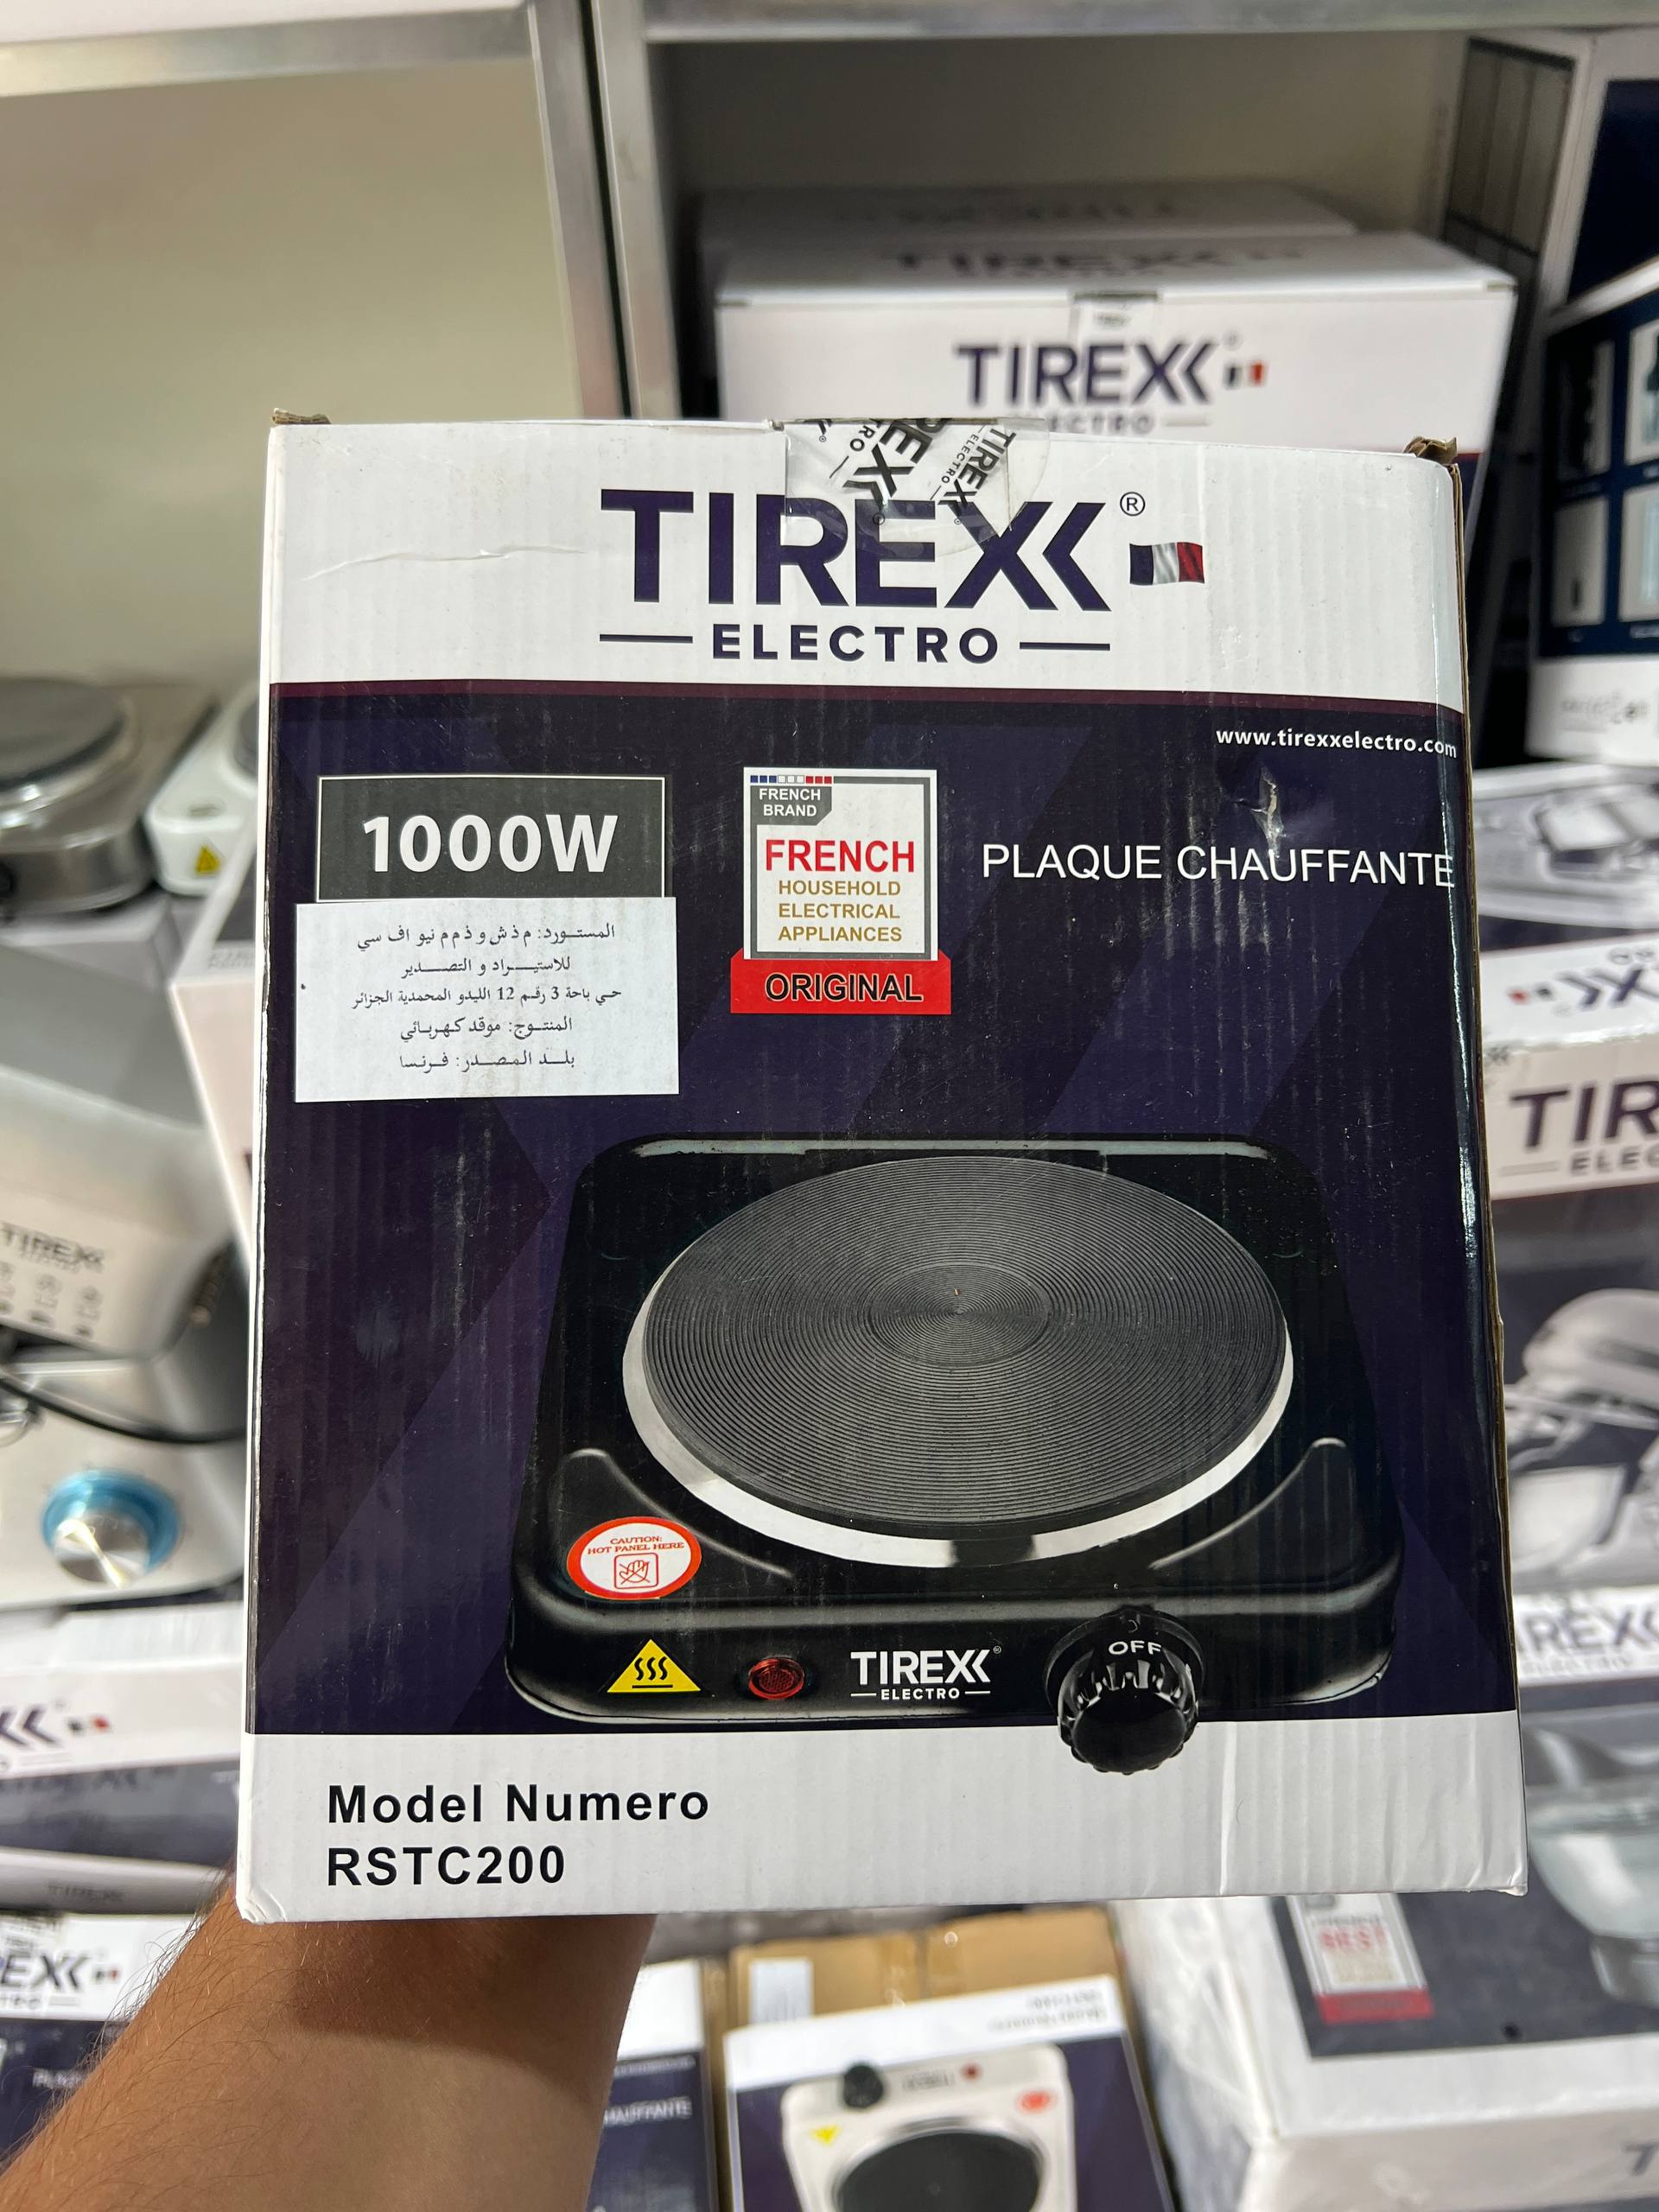 TIREXX
ELECTRO
TIREXX®
ELECTRO
www.tirexxelectro.com
1000W
FRENCH
BRAND
FRENCH
HOUSEHOLD
ELECTRICAL
APPLIANCES
ORIGINAL
PLAQUE CHAUFFANTE
المستورد: م ذ ش و ذ م م نيو اف سي
للاستيراد و التصدير
حي باحة 3 رقم 12 الليدو المحمدية الجزائر
المنتوج: موقد كهربائي
بلد المصدر: فرنسا
CAUTION:
HOT PANEL HERE
TIREXX®
ELECTRO
OFF
Model Numero
RSTC200
TIREXX
BEST